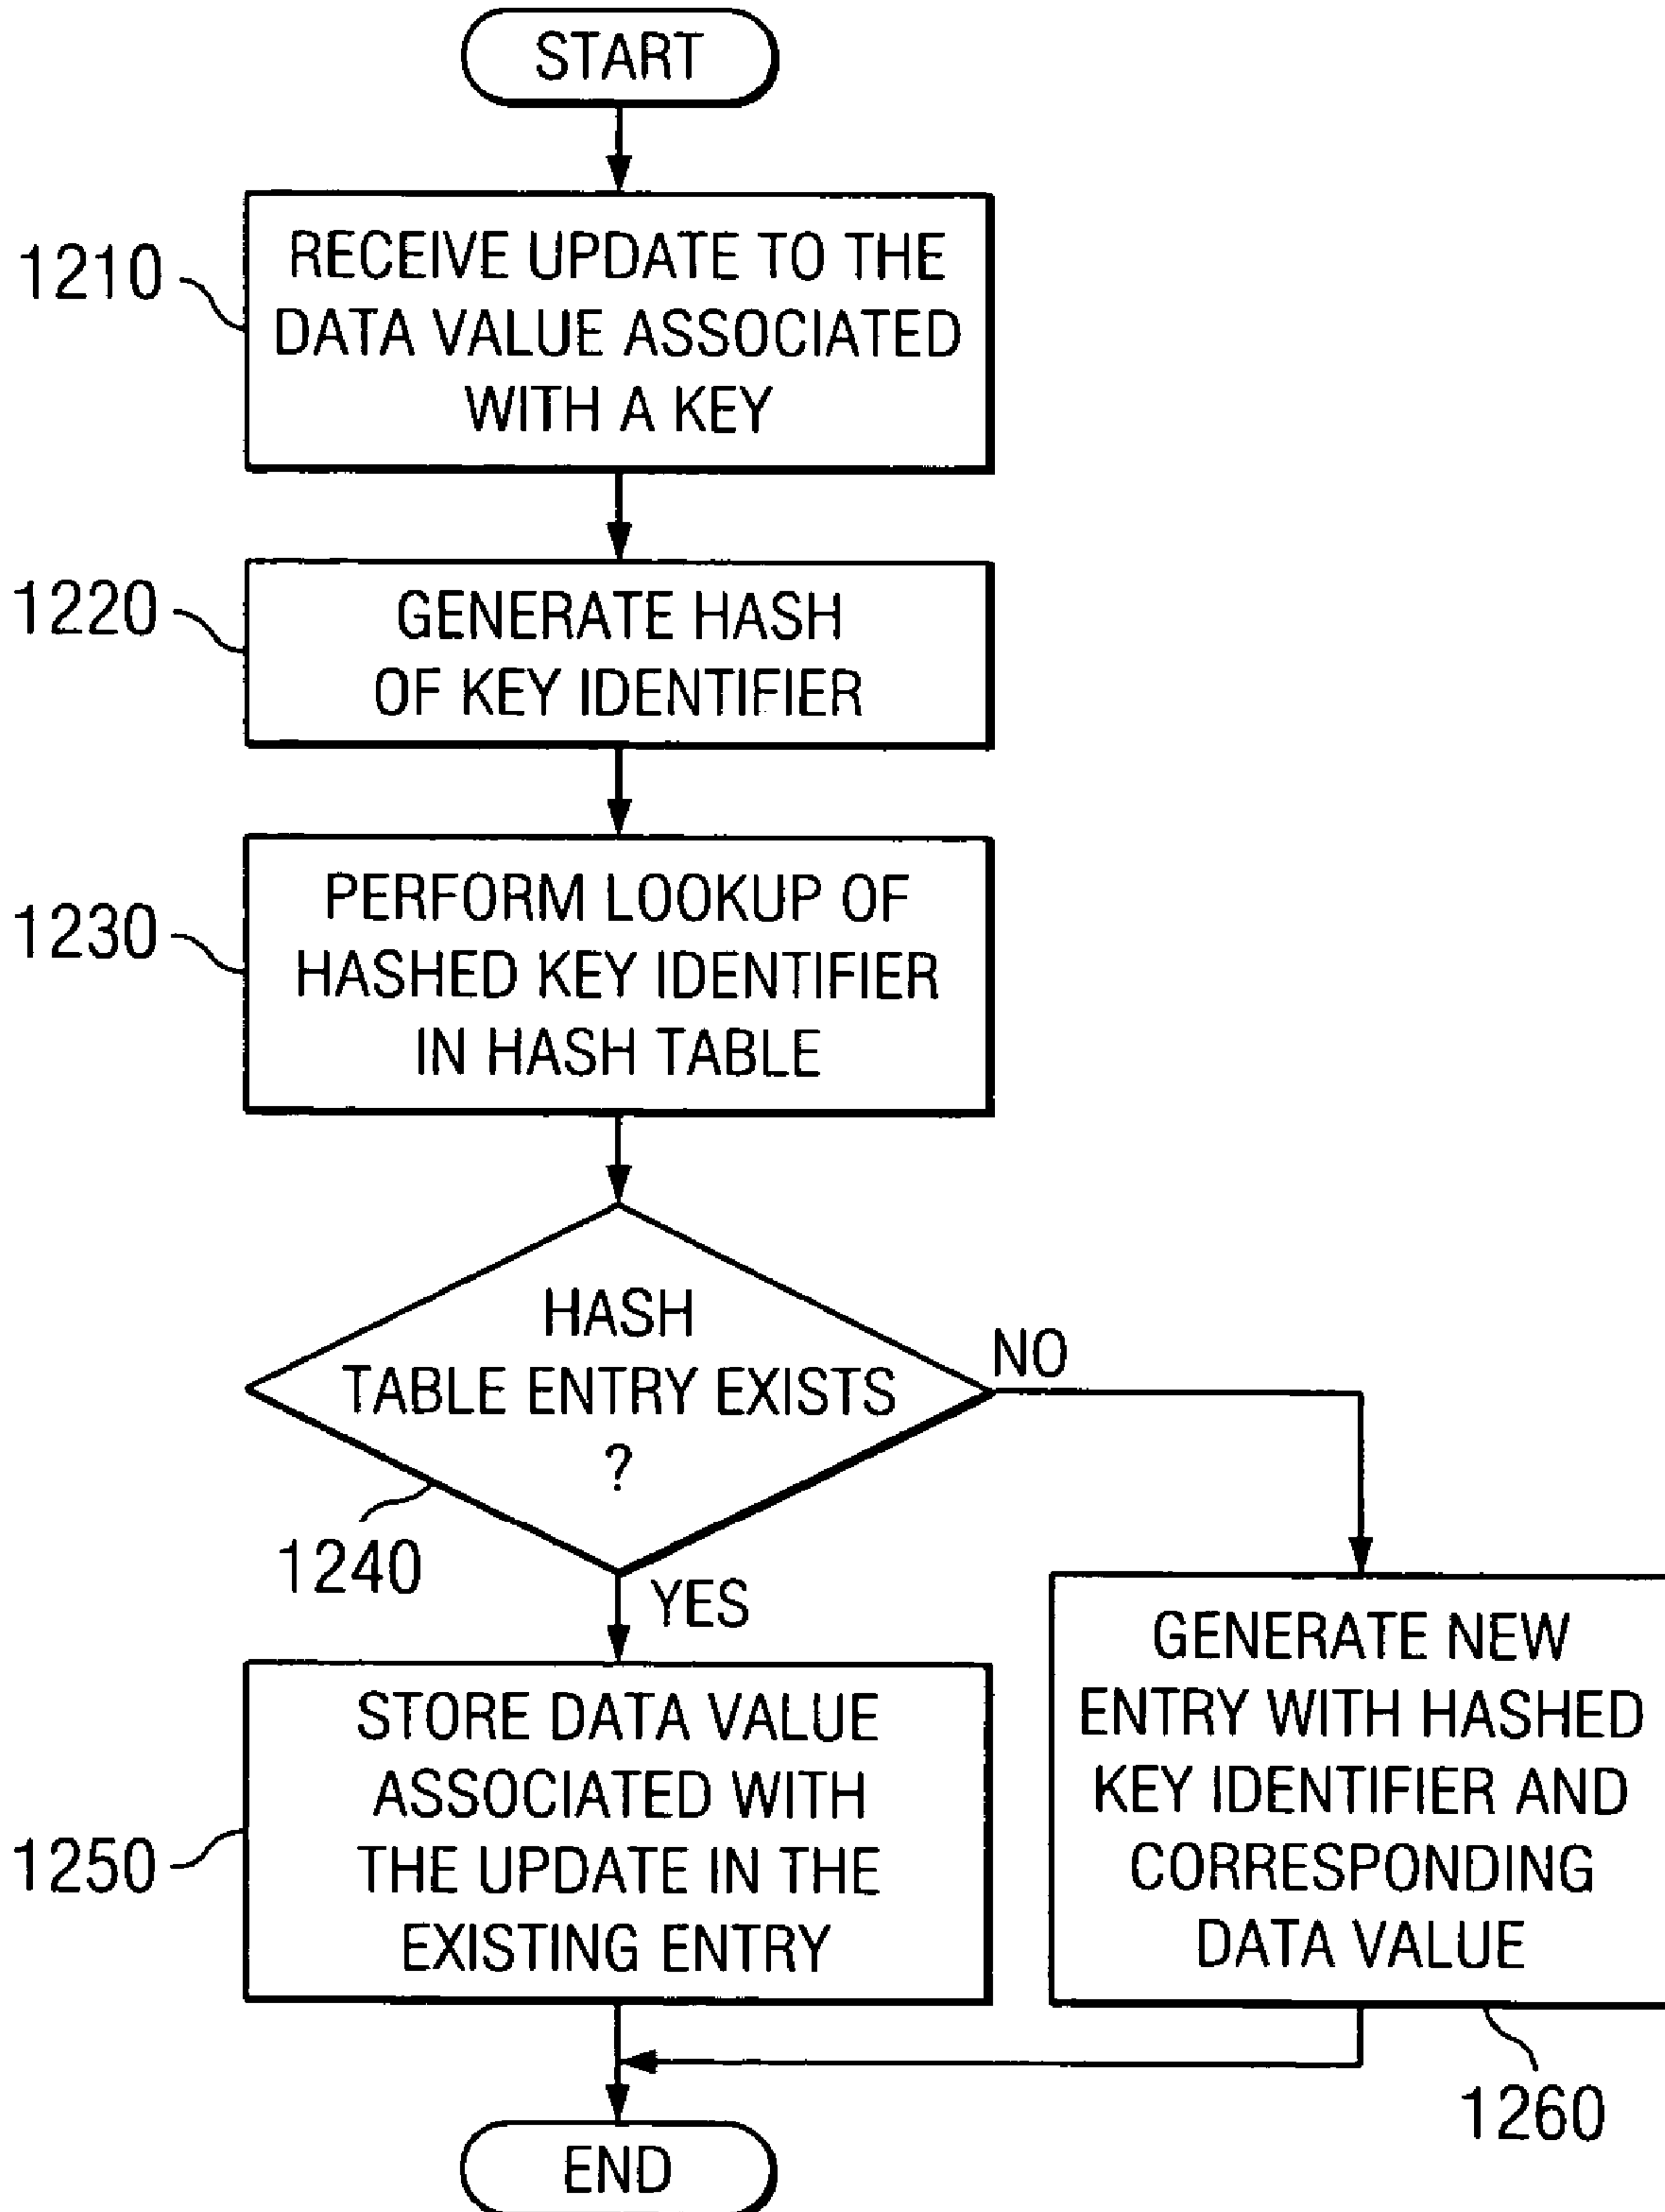 START
1210
RECEIVE UPDATE TO THE
DATA VALUE ASSOCIATED
WITH A KEY
1220
GENERATE HASH
OF KEY IDENTIFIER
1230
PERFORM LOOKUP OF
HASHED KEY IDENTIFIER
IN HASH TABLE
HASH
TABLE ENTRY EXISTS
?
NO
1240
YES
1250
STORE DATA VALUE
ASSOCIATED WITH
THE UPDATE IN THE
EXISTING ENTRY
GENERATE NEW
ENTRY WITH HASHED
KEY IDENTIFIER AND
CORRESPONDING
DATA VALUE
1260
END